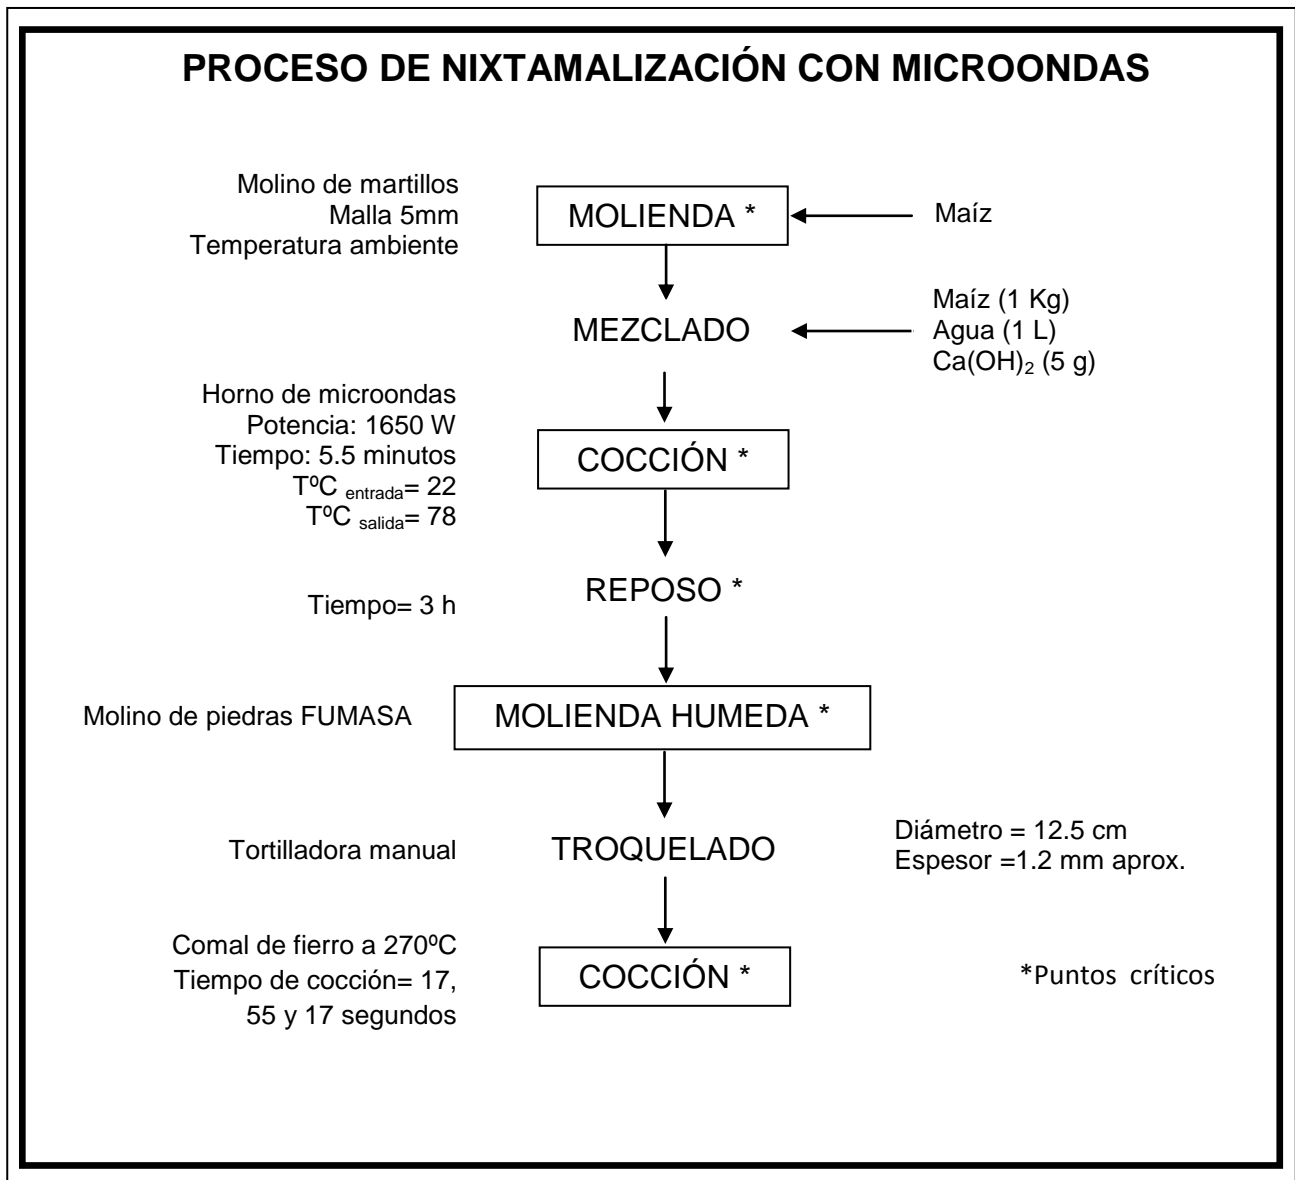 PROCESO DE NIXTAMALIZACIÓN CON MICROONDAS
Molino de martillos
Malla 5mm
Temperatura ambiente
MOLIENDA *
Maíz
MEZCLADO
Maíz (1 Kg)
Agua (1 L)
Ca(OH)₂ (5 g)
Horno de microondas
Potencia: 1650 W
Tiempo: 5.5 minutos
TºC entrada= 22
TºC salida= 78
COCCIÓN *
Tiempo= 3 h
REPOSO *
Molino de piedras FUMASA
MOLIENDA HUMEDA *
Tortilladora manual
TROQUELADO
Diámetro = 12.5 cm
Espesor =1.2 mm aprox.
Comal de fierro a 270ºC
Tiempo de cocción= 17,
55 y 17 segundos
COCCIÓN *
*Puntos críticos